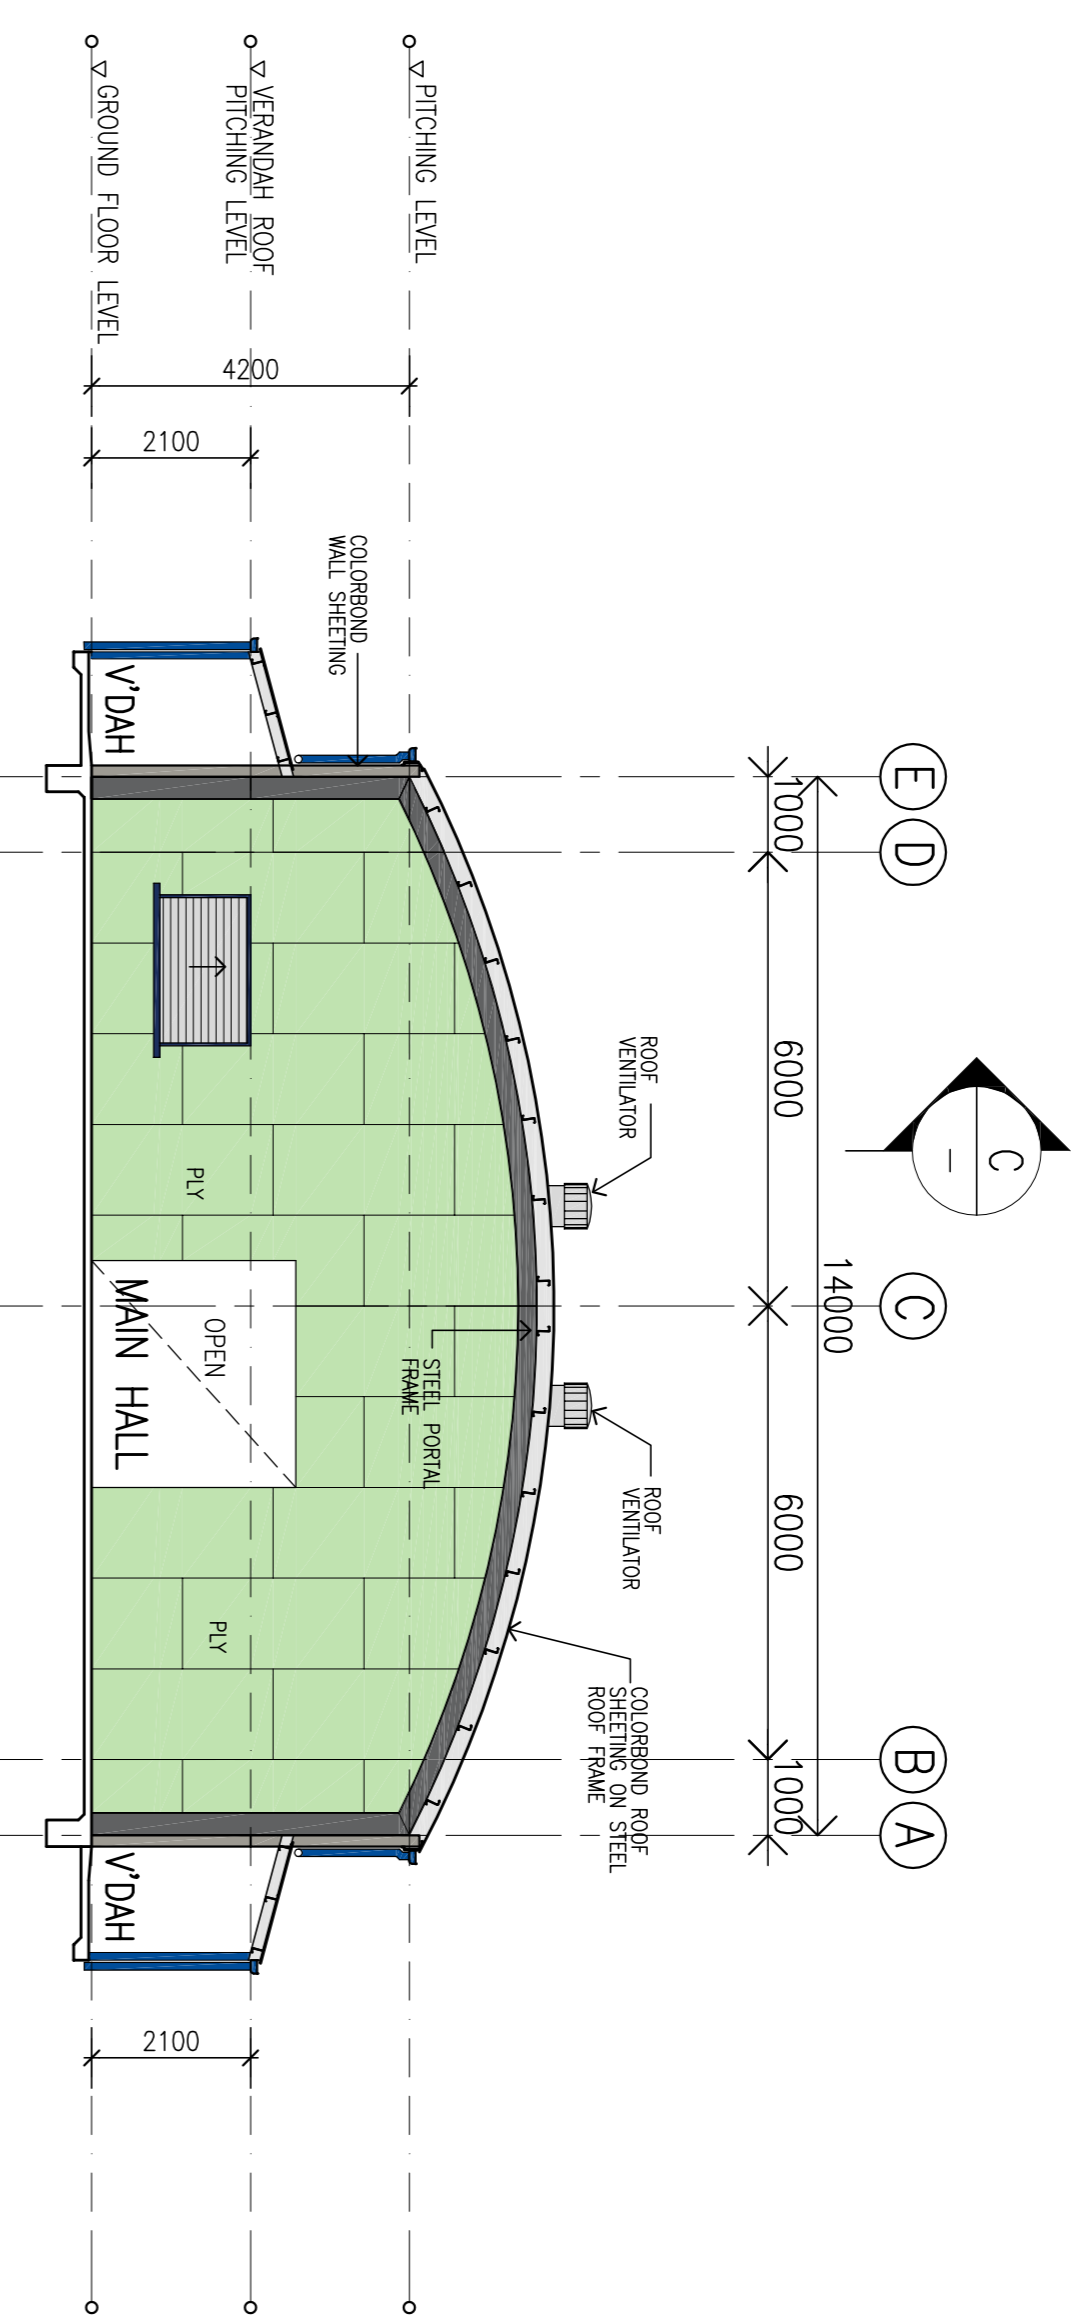 E
D
C
B
A
1000
6000
6000
1000
14000
C
–
ROOF
VENTILATOR
ROOF
VENTILATOR
COLORBOND ROOF
SHEETING ON STEEL
ROOF FRAME
PITCHING LEVEL
VERANDAH ROOF
PITCHING LEVEL
GROUND FLOOR LEVEL
4200
2100
COLORBOND
WALL SHEETING
STEEL PORTAL
FRAME
PLY
OPEN
PLY
V'DAH
MAIN HALL
V'DAH
2100